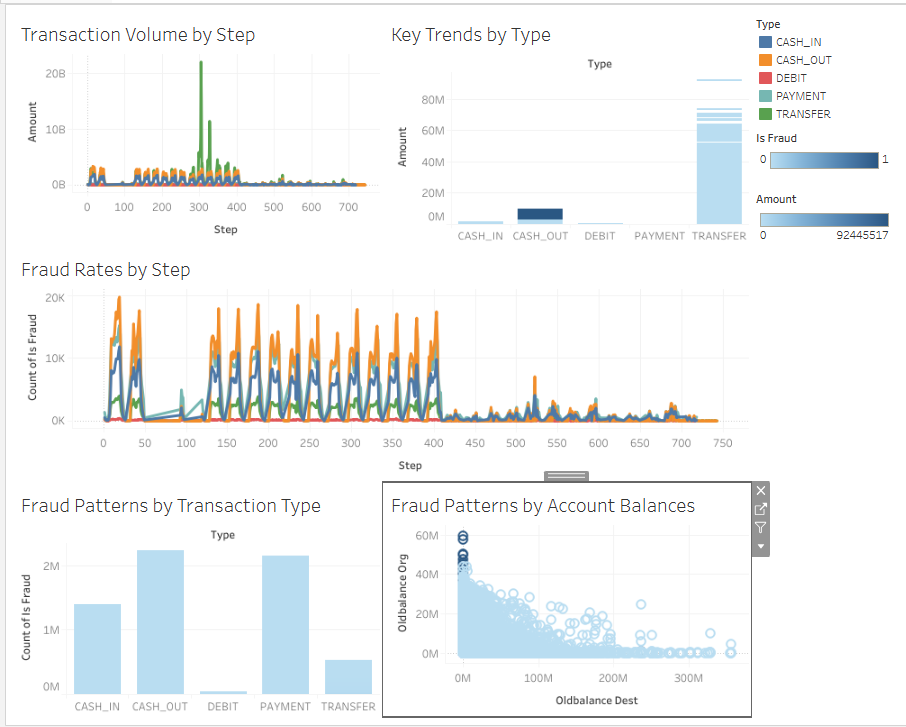 Transaction Volume by Step
20B
10B
0B
Amount
0 100 200 300 400 500 600 700
Step
Key Trends by Type
Type
80M
60M
40M
20M
0M
Amount
CASH_IN CASH_OUT DEBIT PAYMENT TRANSFER
Type
CASH_IN
CASH_OUT
DEBIT
PAYMENT
TRANSFER
Is Fraud
0 1
Amount
0 92445517
Fraud Rates by Step
20K
10K
0K
Count of Is Fraud
0 50 100 150 200 250 300 350 400 450 500 550 600 650 700 750
Step
Fraud Patterns by Transaction Type
Type
2M
1M
0M
Count of Is Fraud
CASH_IN CASH_OUT DEBIT PAYMENT TRANSFER
Fraud Patterns by Account Balances
60M
40M
20M
0M
Oldbalance Org
0M 100M 200M 300M
Oldbalance Dest